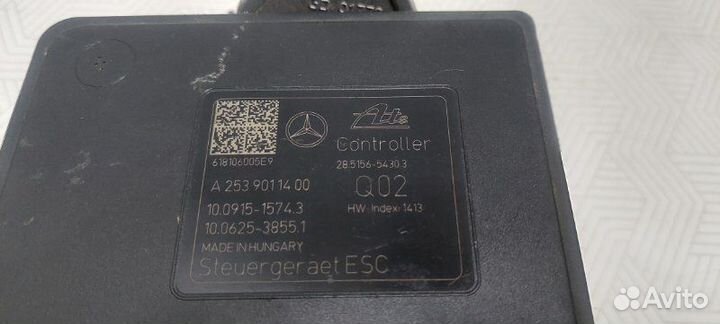 Ate
618106005E9
Controller
28.5156-5430.3
A 253 901 14 00
Q02
10.0915-1574.3
HW-Index:1413
10.0625-3855.1
MADE IN HUNGARY
Steuergeraet ESC
Avito